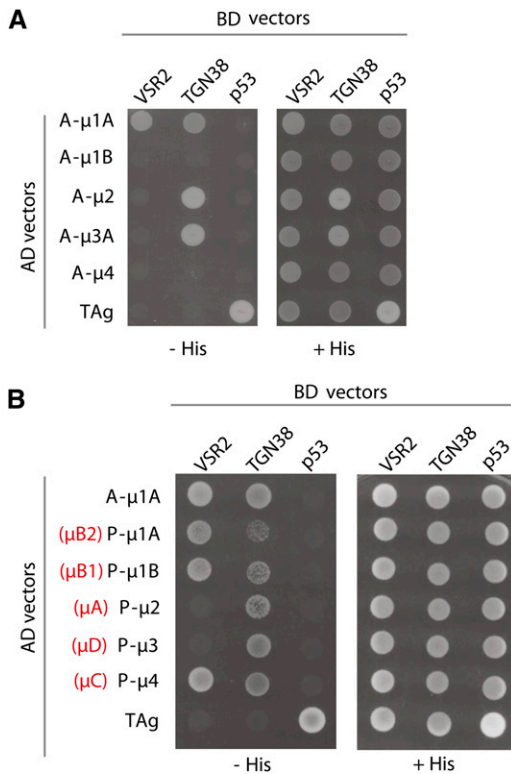 A
BD vectors
VSR2 TGN38 p53 VSR2 TGN38 p53
AD vectors
A-μ1A
A-μ1B
A-μ2
A-μ3A
A-μ4
TAg
- His + His
B
BD vectors
VSR2 TGN38 p53 VSR2 TGN38 p53
AD vectors
A-μ1A
(μB2) P-μ1A
(μB1) P-μ1B
(μA) P-μ2
(μD) P-μ3
(μC) P-μ4
TAg
- His + His